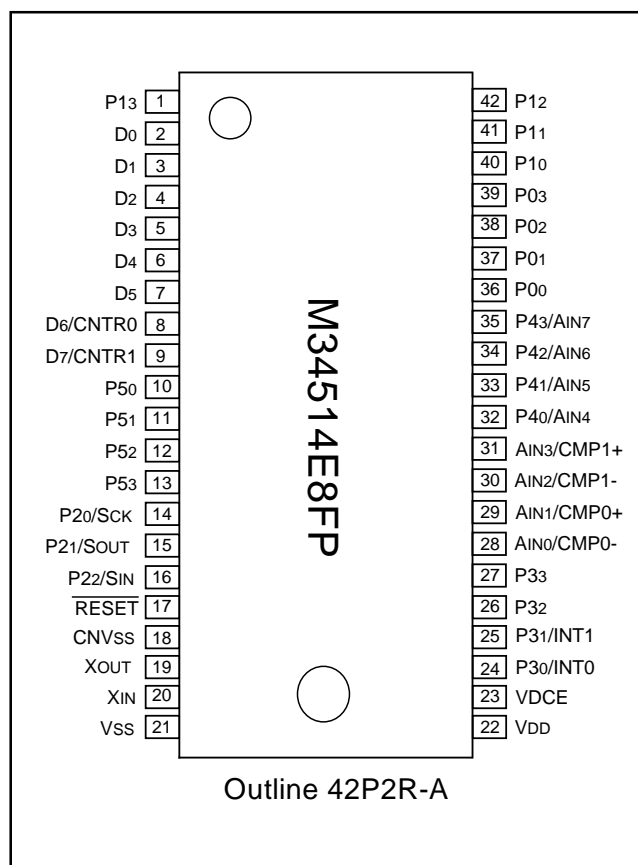 P13 1 42 P12
D0 2 41 P11
D1 3 40 P10
D2 4 39 P03
D3 5 38 P02
D4 6 37 P01
D5 7 36 P00
D6/CNTR0 8 35 P43/AIN7
D7/CNTR1 9 34 P42/AIN6
P50 10 33 P41/AIN5
P51 11 32 P40/AIN4
P52 12 31 AIN3/CMP1+
P53 13 30 AIN2/CMP1-
P20/SCK 14 29 AIN1/CMP0+
P21/SOUT 15 28 AIN0/CMP0-
P22/SIN 16 27 P33
RESET 17 26 P32
CNVSS 18 25 P31/INT1
XOUT 19 24 P30/INT0
XIN 20 23 VDCE
VSS 21 22 VDD
M34514E8FP
Outline 42P2R-A